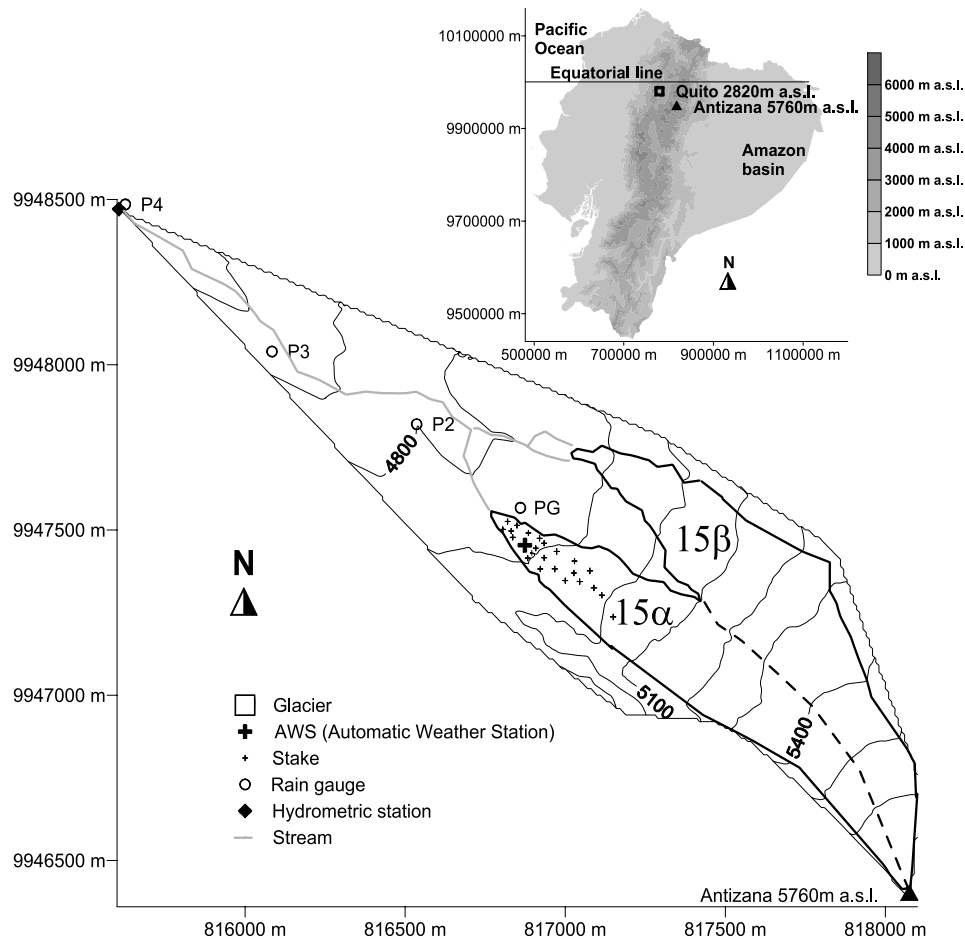 10100000 m
9900000 m
9700000 m
9500000 m
500000 m
700000 m
900000 m
1100000 m
Pacific
Ocean
Equatorial line
Quito 2820m a.s.l.
Antizana 5760m a.s.l.
Amazon
basin
N
6000 m a.s.l.
5000 m a.s.l.
4000 m a.s.l.
3000 m a.s.l.
2000 m a.s.l.
1000 m a.s.l.
0 m a.s.l.
9948500 m
9948000 m
9947500 m
9947000 m
9946500 m
P4
P3
P2
4800
PG
15β
15α
5100
5400
N
Glacier
AWS (Automatic Weather Station)
Stake
Rain gauge
Hydrometric station
Stream
Antizana 5760m a.s.l.
816000 m
816500 m
817000 m
817500 m
818000 m